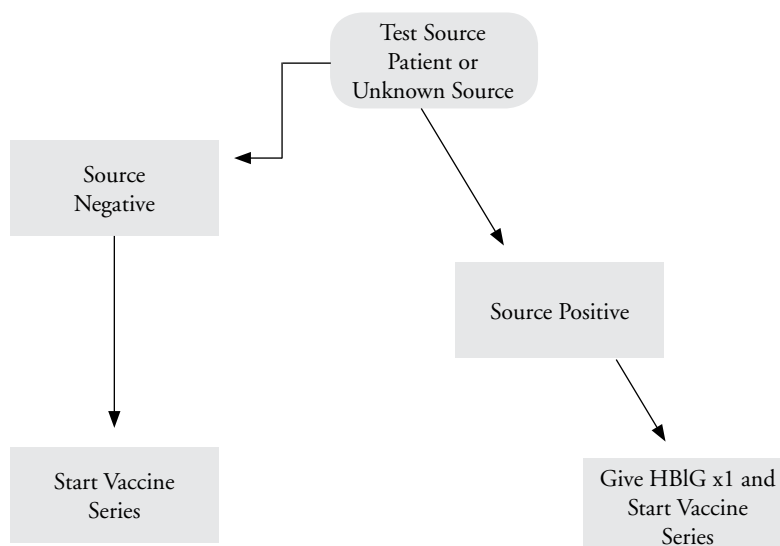 Test Source
Patient or
Unknown Source
Source
Negative
Source Positive
Start Vaccine
Series
Give HBlG x1 and
Start Vaccine
Series